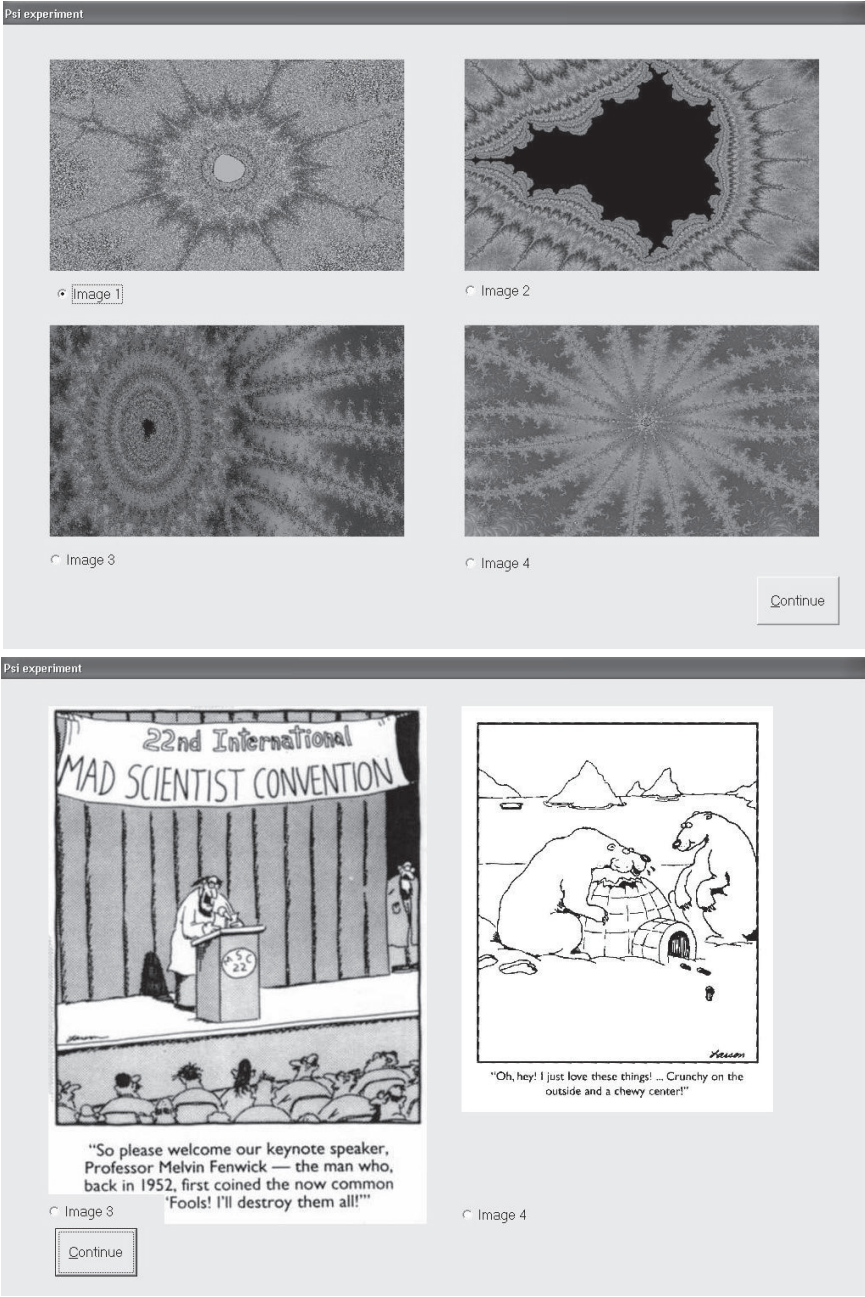 Psi experiment
Image 1
Image 2
Image 3
Image 4
Continue
Psi experiment
22nd International
MAD SCIENTIST CONVENTION
M.S.C
22
Larson
"So please welcome our keynote speaker,
Professor Melvin Fenwick — the man who,
back in 1952, first coined the now common
'Fools! I'll destroy them all!'"
Larson
"Oh, hey! I just love these things! ... Crunchy on the
outside and a chewy center!"
Image 3
Image 4
Continue